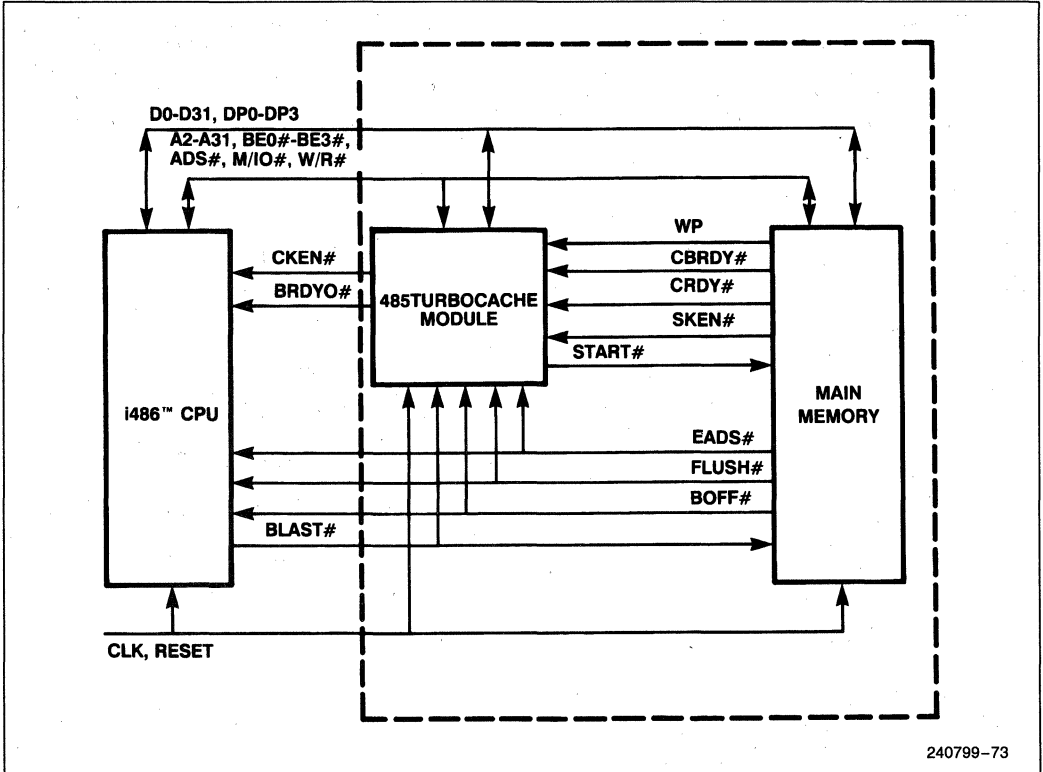 D0-D31, DP0-DP3
A2-A31, BE0#-BE3#,
ADS#, M/IO#, W/R#
WP
CKEN#
CBRDY#
BRDYO#
485TURBOCACHE
MODULE
CRDY#
SKEN#
START#
i486™ CPU
MAIN
MEMORY
EADS#
FLUSH#
BOFF#
BLAST#
CLK, RESET
240799-73